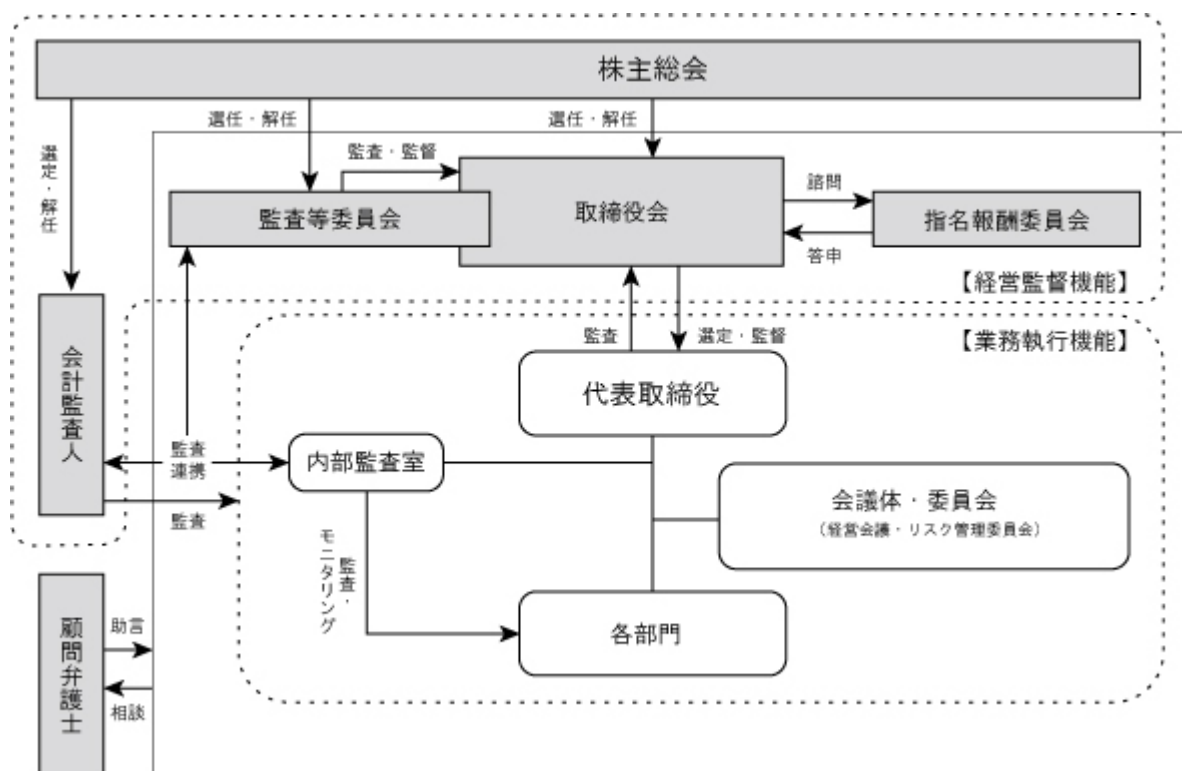 株主総会
選任・解任
選任・解任
選定・解任
監査・監督
監査等委員会
取締役会
諮問
答申
指名報酬委員会
【経営監督機能】
監査
選定・監督
【業務執行機能】
会計監査人
代表取締役
監査
連携
内部監査室
監査
会議体・委員会
（経営会議・リスク管理委員会）
監査・
モニタリング
各部門
顧問弁護士
助言
相談